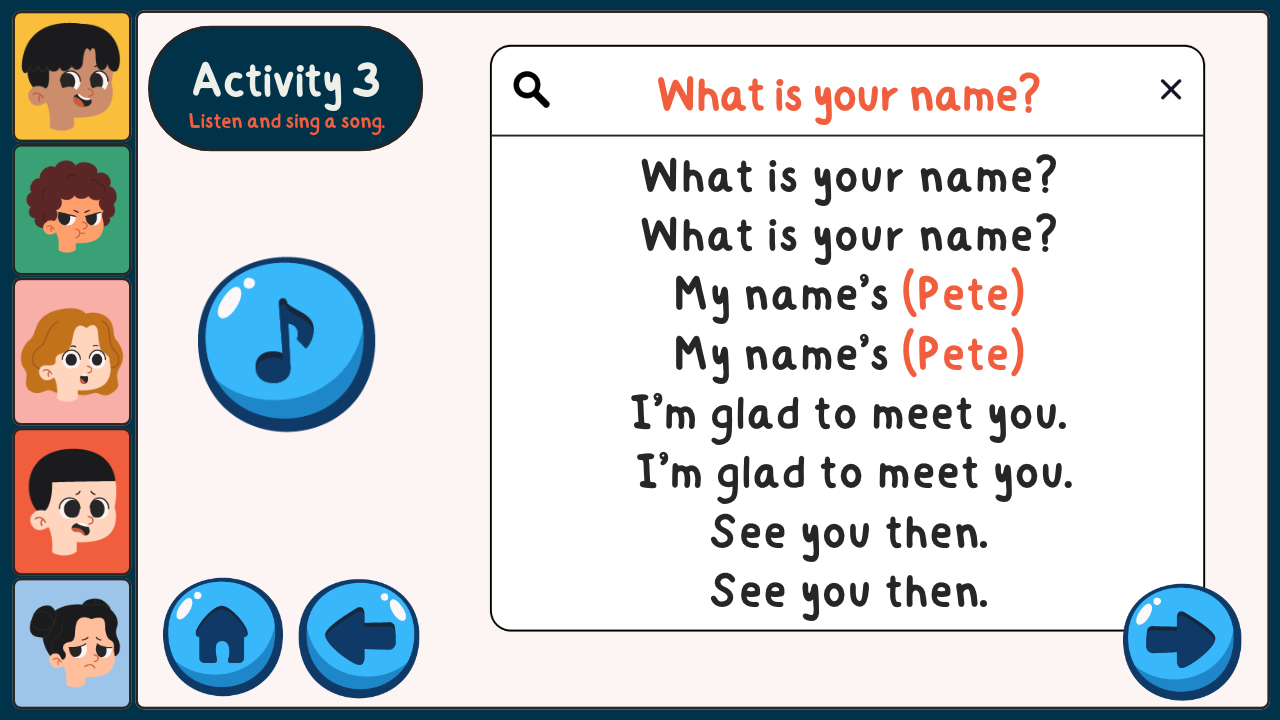 Activity 3
Listen and sing a song.
What is your name?
What is your name?
What is your name?
My name's (Pete)
My name's (Pete)
I'm glad to meet you.
I'm glad to meet you.
See you then.
See you then.